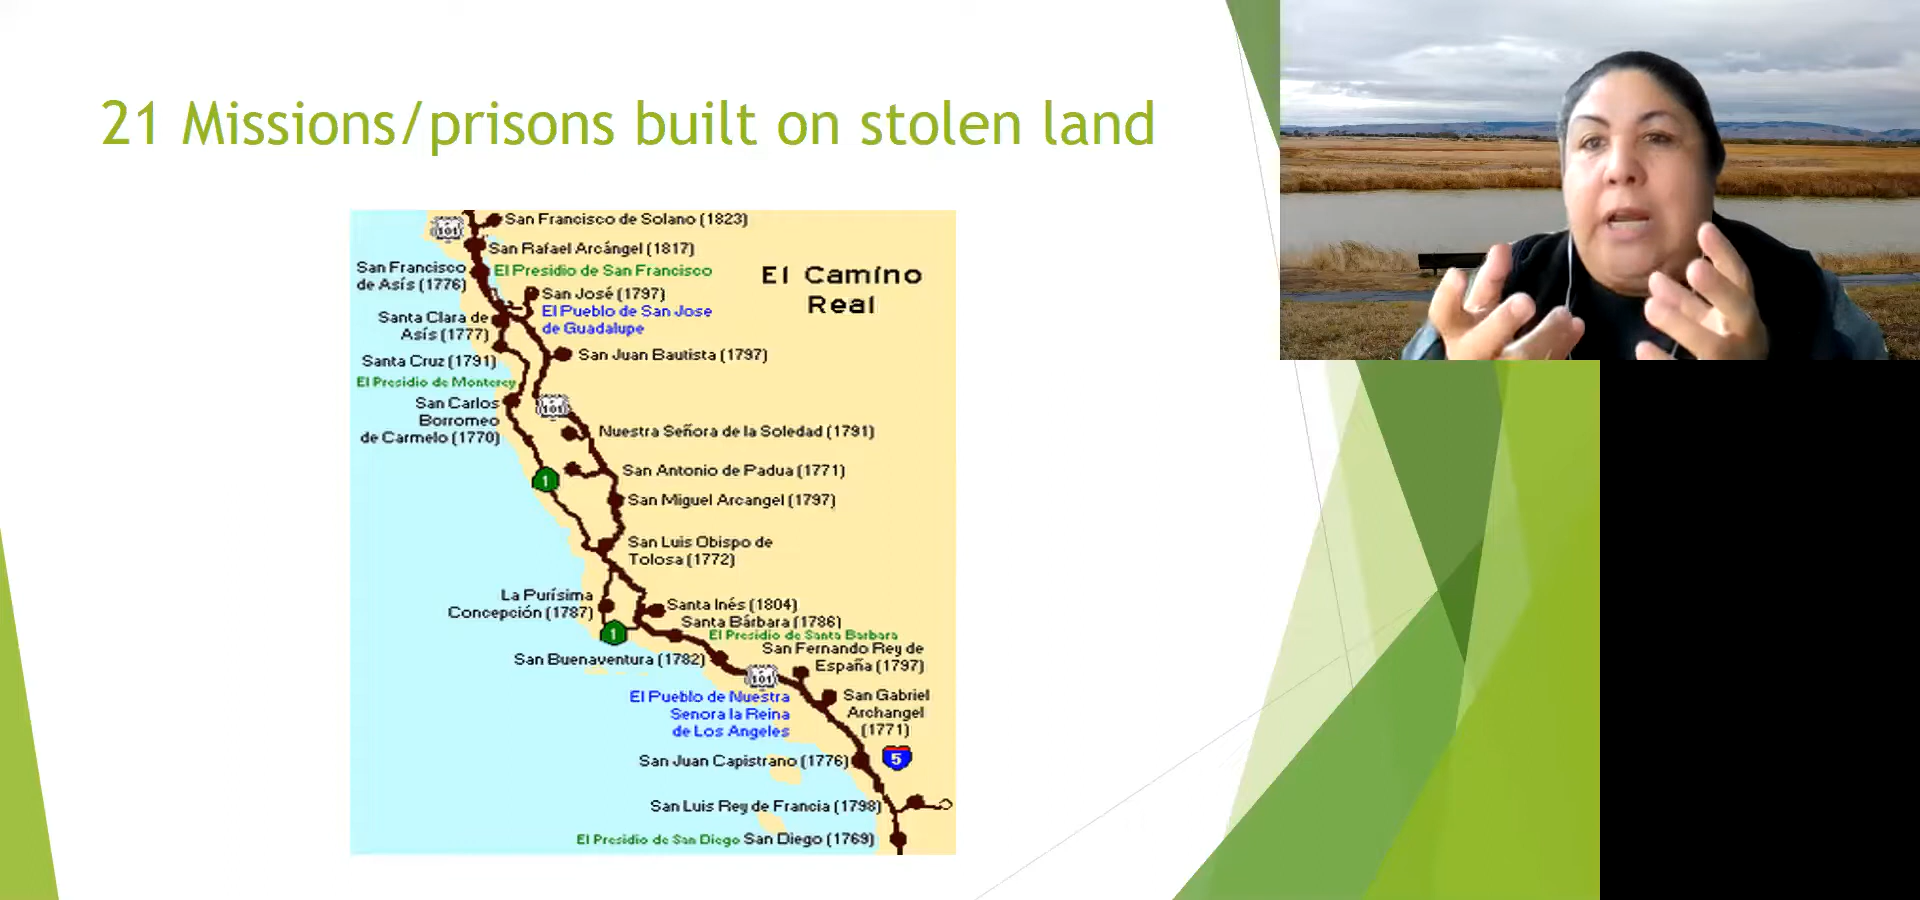 21 Missions/prisons built on stolen land
El Camino
Real
San Francisco de Solano (1823)
101
San Rafael Arcángel (1817)
San Francisco
de Asís (1776)
El Presidio de San Francisco
San José (1797)
El Pueblo de San Jose
de Guadalupe
Santa Clara de
Asís (1777)
San Juan Bautista (1797)
Santa Cruz (1791)
El Presidio de Monterey
San Carlos
Borromeo
de Carmelo (1770)
101
Nuestra Señora de la Soledad (1791)
San Antonio de Padua (1771)
1
San Miguel Arcangel (1797)
San Luis Obispo de
Tolosa (1772)
La Purísima
Concepción (1787)
Santa Inés (1804)
Santa Bárbara (1786)
1
El Presidio de Santa Barbara
San Fernando Rey de
España (1797)
San Buenaventura (1782)
101
El Pueblo de Nuestra
Senora la Reina
de Los Angeles
San Gabriel
Archangel
(1771)
San Juan Capistrano (1776)
5
San Luis Rey de Francia (1798)
El Presidio de San Diego
San Diego (1769)